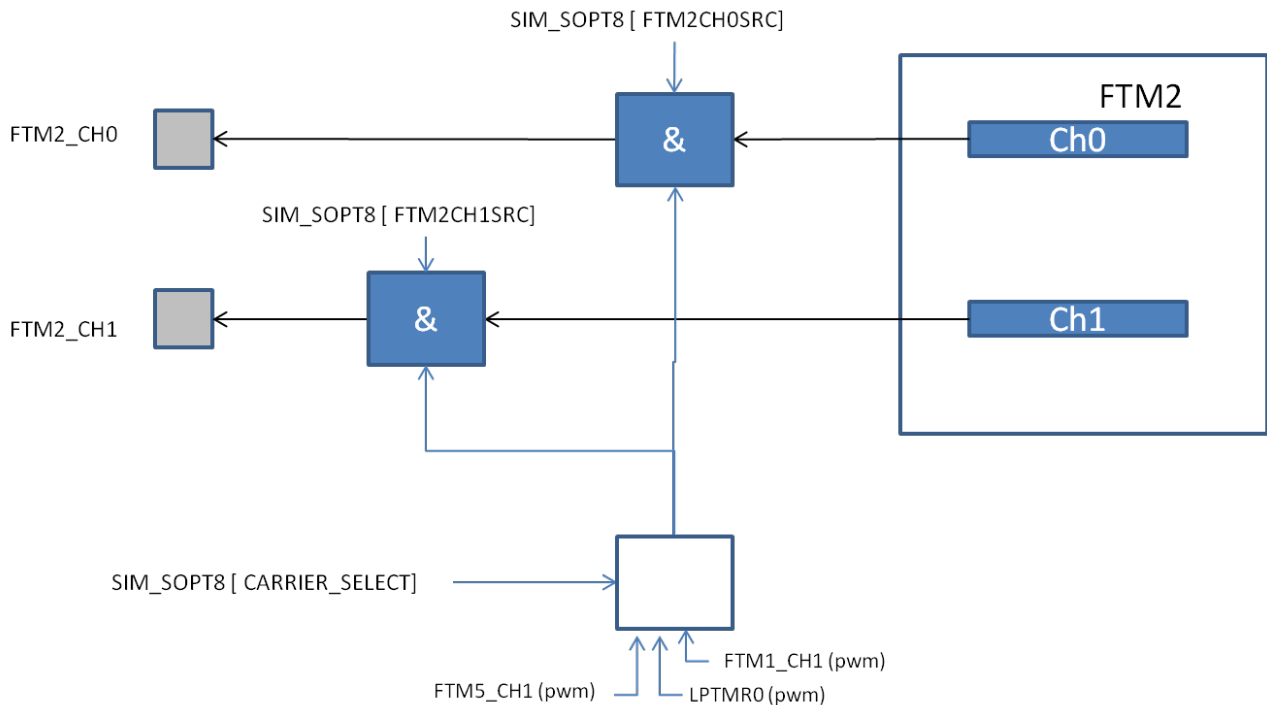 SIM_SOPT8 [ FTM2CH0SRC]
FTM2
FTM2_CH0
&
Ch0
SIM_SOPT8 [ FTM2CH1SRC]
FTM2_CH1
&
Ch1
SIM_SOPT8 [ CARRIER_SELECT]
FTM1_CH1 (pwm)
FTM5_CH1 (pwm)
LPTMR0 (pwm)